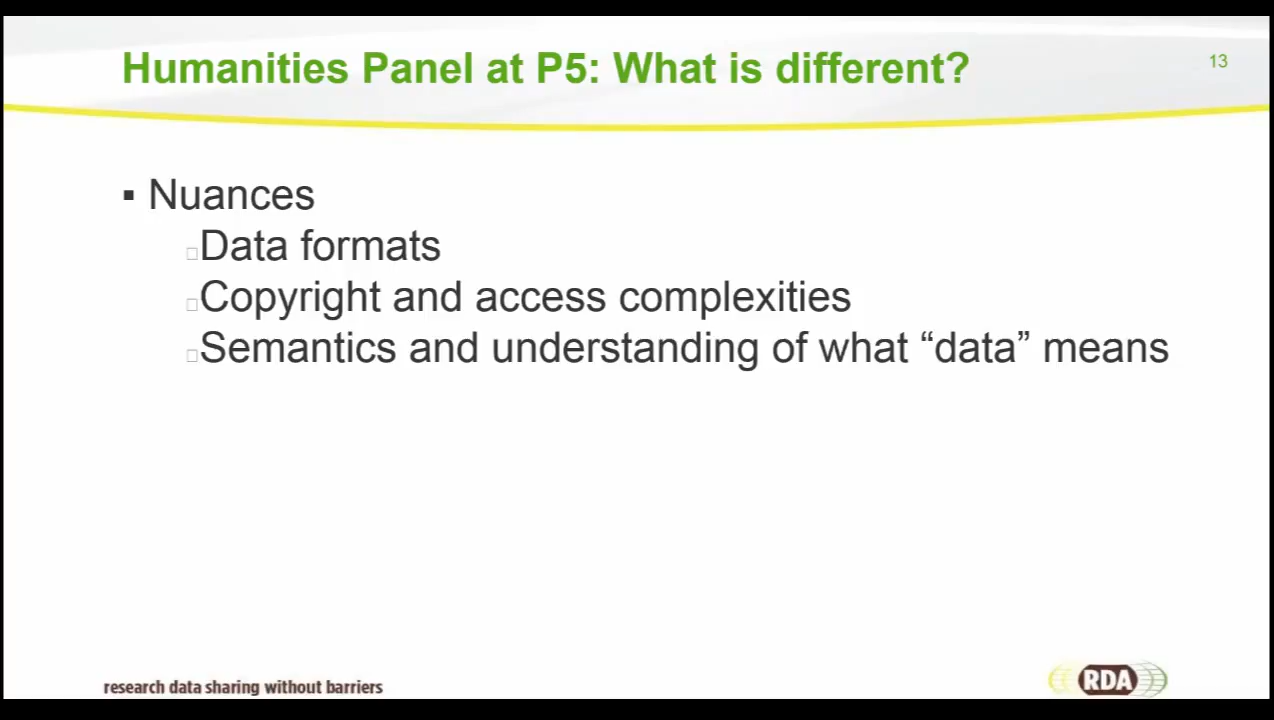 Humanities Panel at P5: What is different?
13
▪ Nuances
□Data formats
□Copyright and access complexities
□Semantics and understanding of what “data” means
research data sharing without barriers
RDA